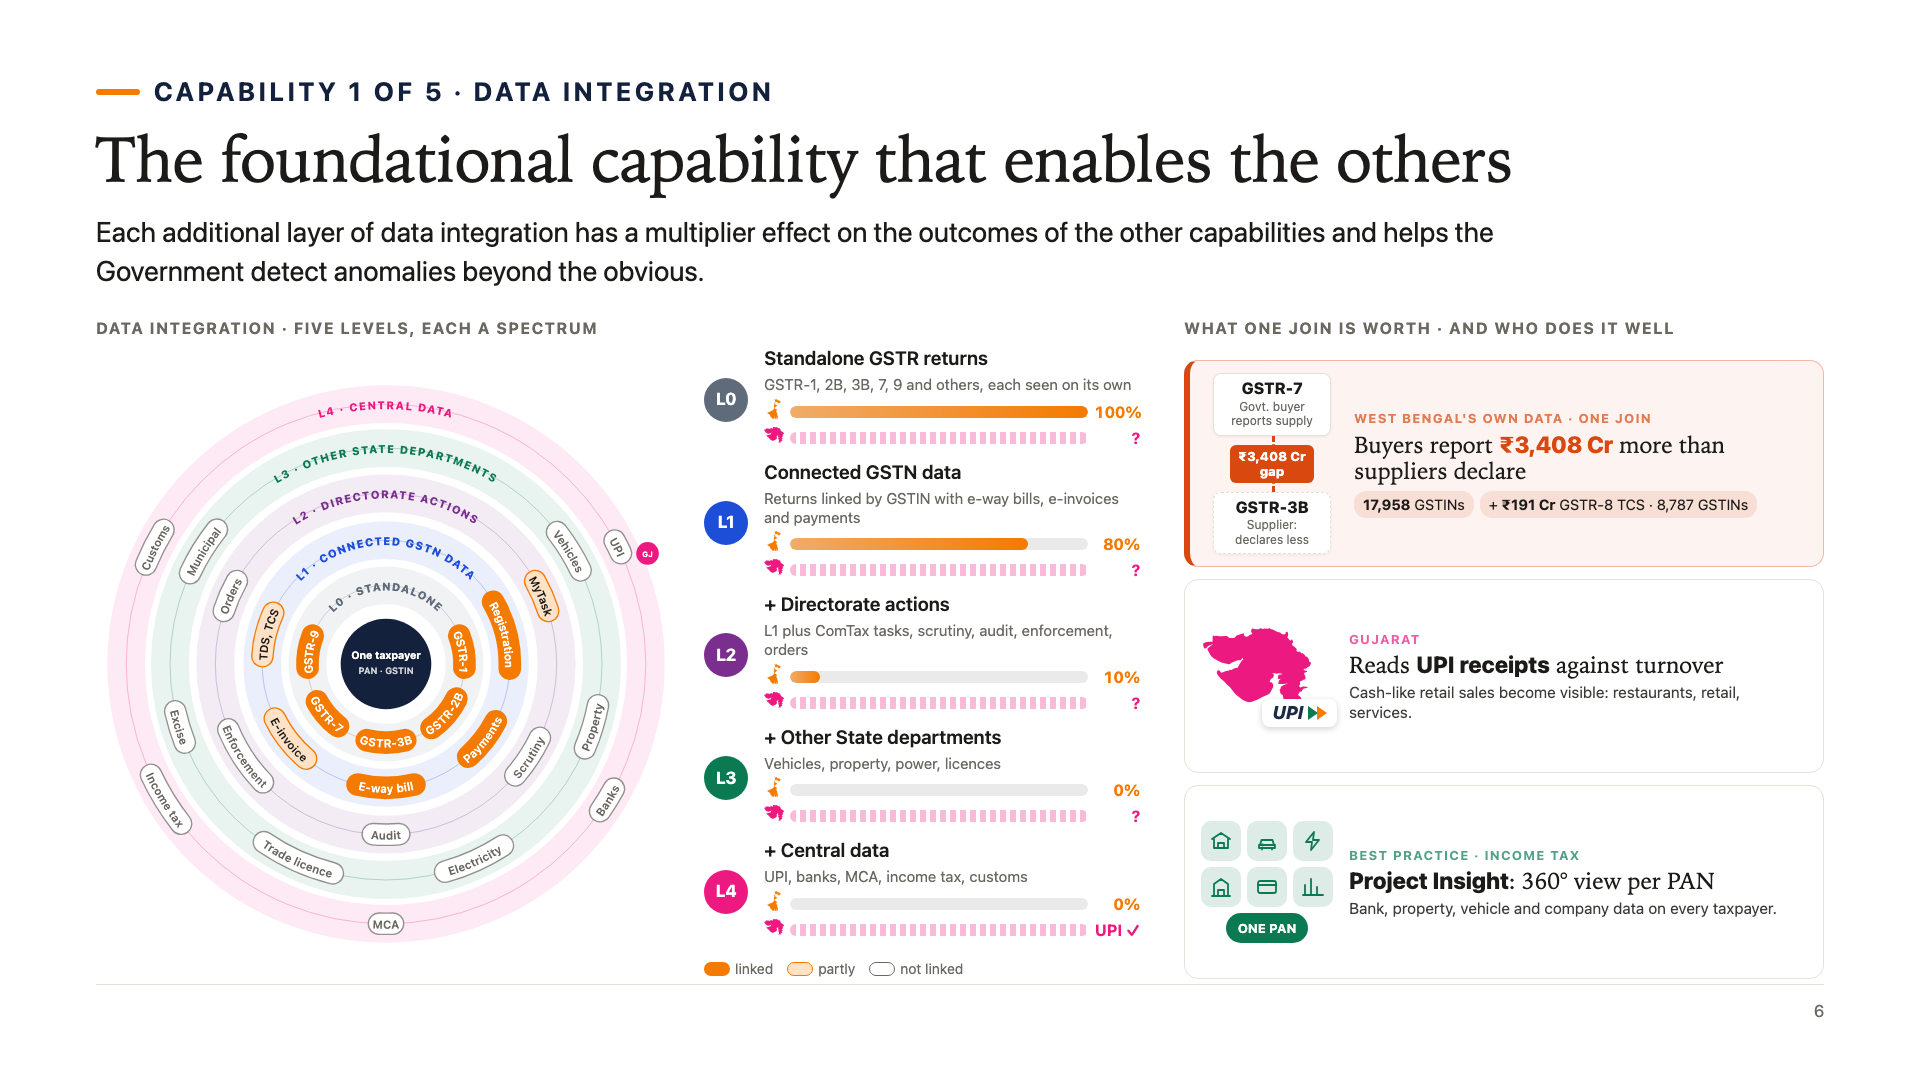 CAPABILITY 1 OF 5 · DATA INTEGRATION
The foundational capability that enables the others
Each additional layer of data integration has a multiplier effect on the outcomes of the other capabilities and helps the
Government detect anomalies beyond the obvious.
DATA INTEGRATION · FIVE LEVELS, EACH A SPECTRUM
L4 · CENTRAL DATA
L3 · OTHER STATE DEPARTMENTS
L2 · DIRECTORATE ACTIONS
L1 · CONNECTED GSTN DATA
L0 · STANDALONE
One taxpayer
PAN · GSTIN
GSTR-9
GSTR-1
GSTR-7
GSTR-2B
GSTR-3B
TDS, TCS
Registration
E-invoice
Payments
E-way bill
Orders
MyTask
Enforcement
Scrutiny
Audit
Municipal
Vehicles
Excise
Property
Trade licence
Electricity
Customs
UPI
GJ
Income tax
Banks
MCA
L0
Standalone GSTR returns
GSTR-1, 2B, 3B, 7, 9 and others, each seen on its own
100%
?
L1
Connected GSTN data
Returns linked by GSTIN with e-way bills, e-invoices
and payments
80%
?
L2
+ Directorate actions
L1 plus ComTax tasks, scrutiny, audit, enforcement,
orders
10%
?
L3
+ Other State departments
Vehicles, property, power, licences
0%
?
L4
+ Central data
UPI, banks, MCA, income tax, customs
0%
UPI ✓
linked
partly
not linked
WHAT ONE JOIN IS WORTH · AND WHO DOES IT WELL
GSTR-7
Govt. buyer
reports supply
₹3,408 Cr
gap
GSTR-3B
Supplier:
declares less
WEST BENGAL'S OWN DATA · ONE JOIN
Buyers report ₹3,408 Cr more than
suppliers declare
17,958 GSTINs
+ ₹191 Cr GSTR-8 TCS · 8,787 GSTINs
UPI
GUJARAT
Reads UPI receipts against turnover
Cash-like retail sales become visible: restaurants, retail,
services.
ONE PAN
BEST PRACTICE · INCOME TAX
Project Insight: 360° view per PAN
Bank, property, vehicle and company data on every taxpayer.
6